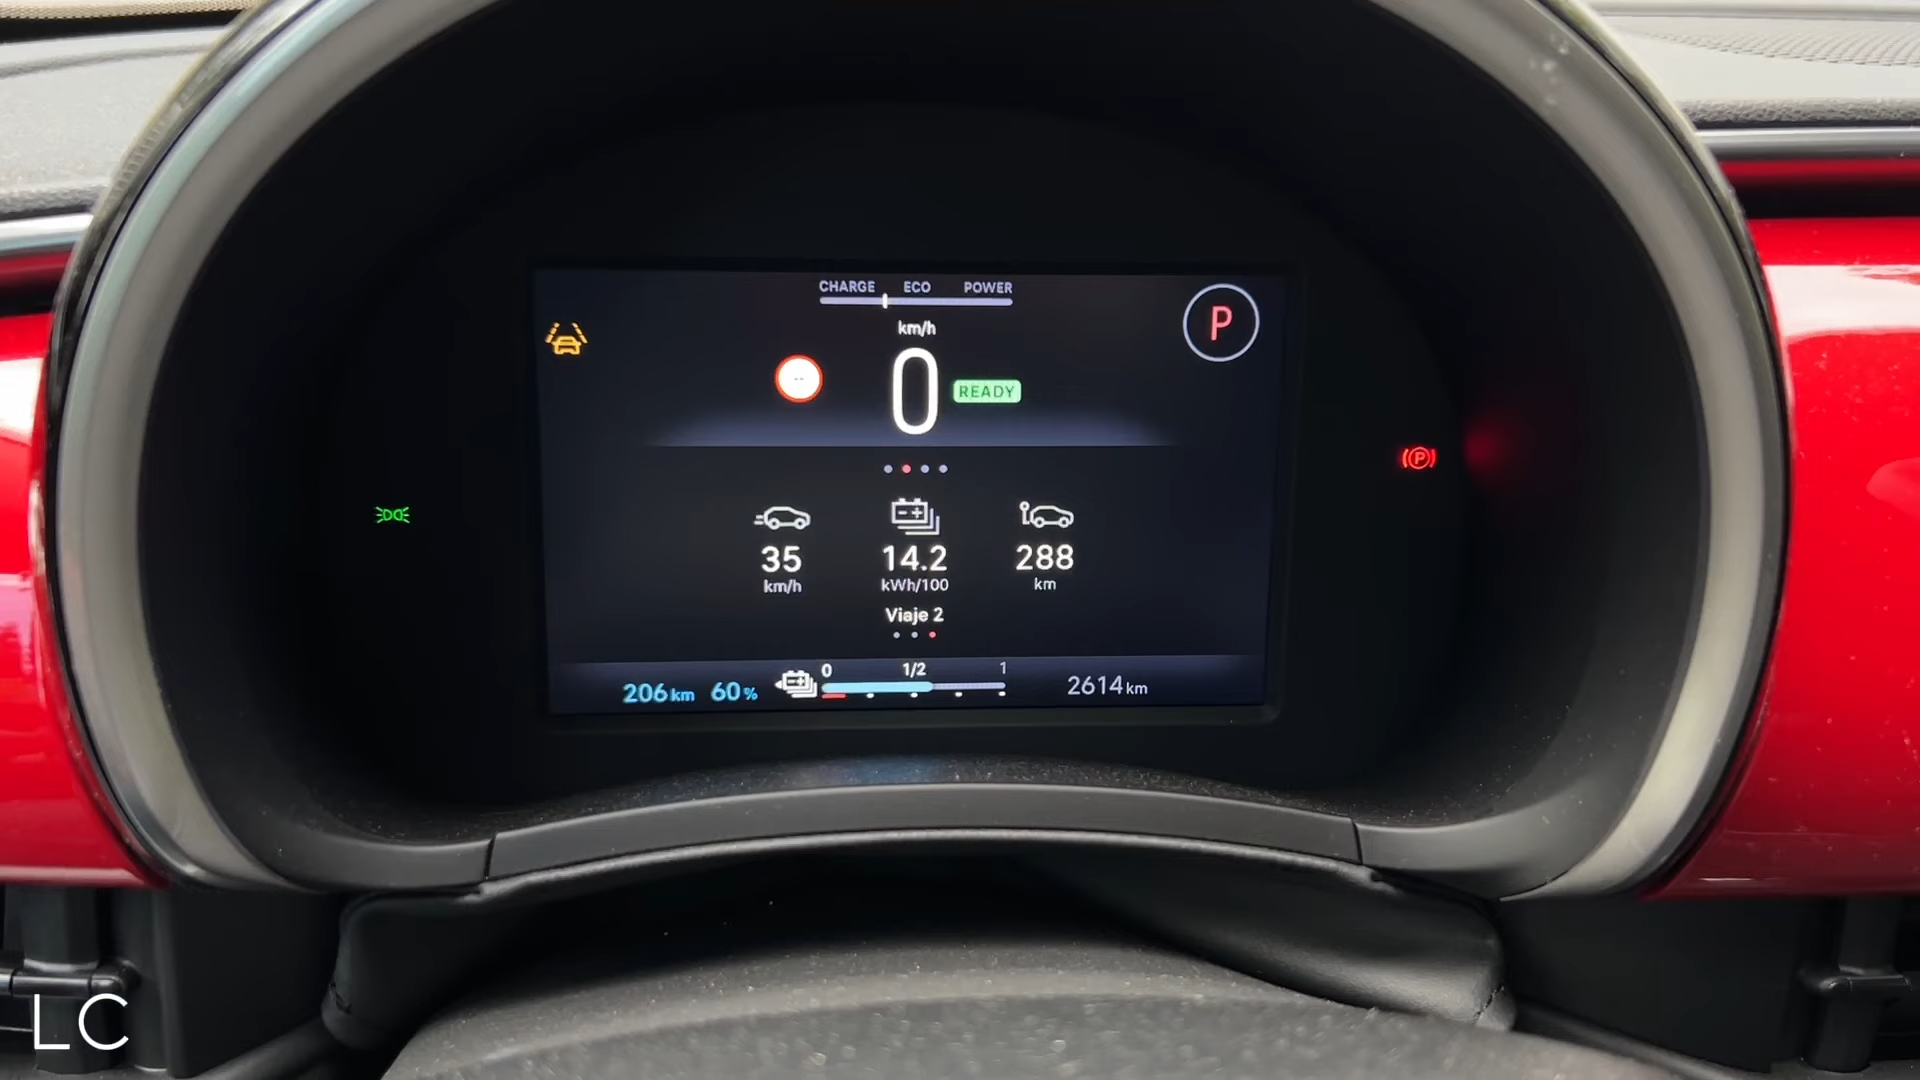 CHARGE ECO POWER
km/h
P
--
0
READY
35 14.2 288
km/h kWh/100 km
Viaje 2
0 1/2 1
206 km 60 % 2614 km
P
LC